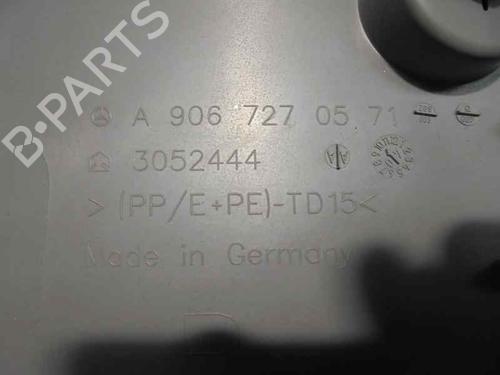 A 906 727 05 71
3052444
>(PP/E+PE)-TD15<
Made in Germany
B-PARTS